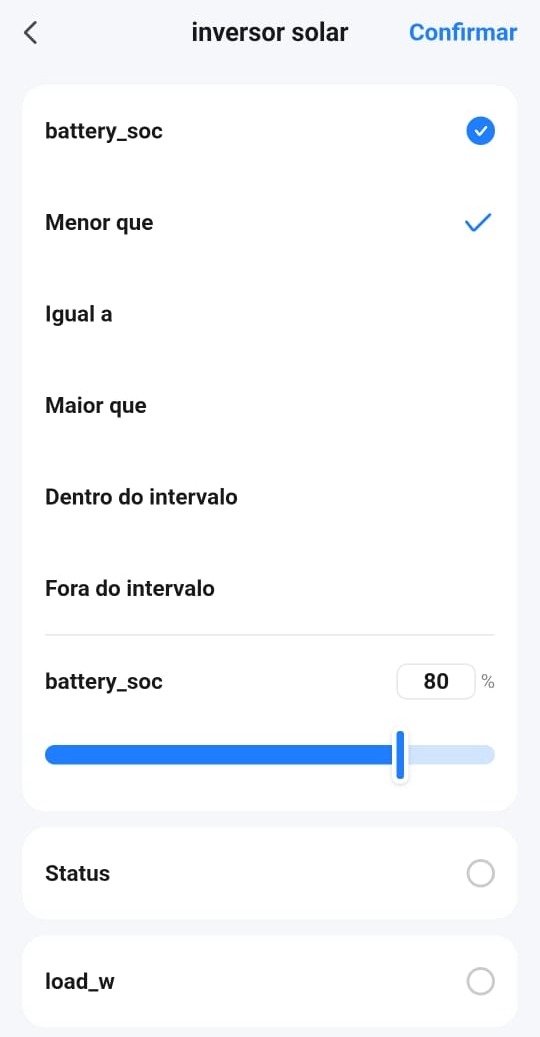 inversor solar
Confirmar
battery_soc
Menor que
Igual a
Maior que
Dentro do intervalo
Fora do intervalo
battery_soc
80 %
Status
load_w